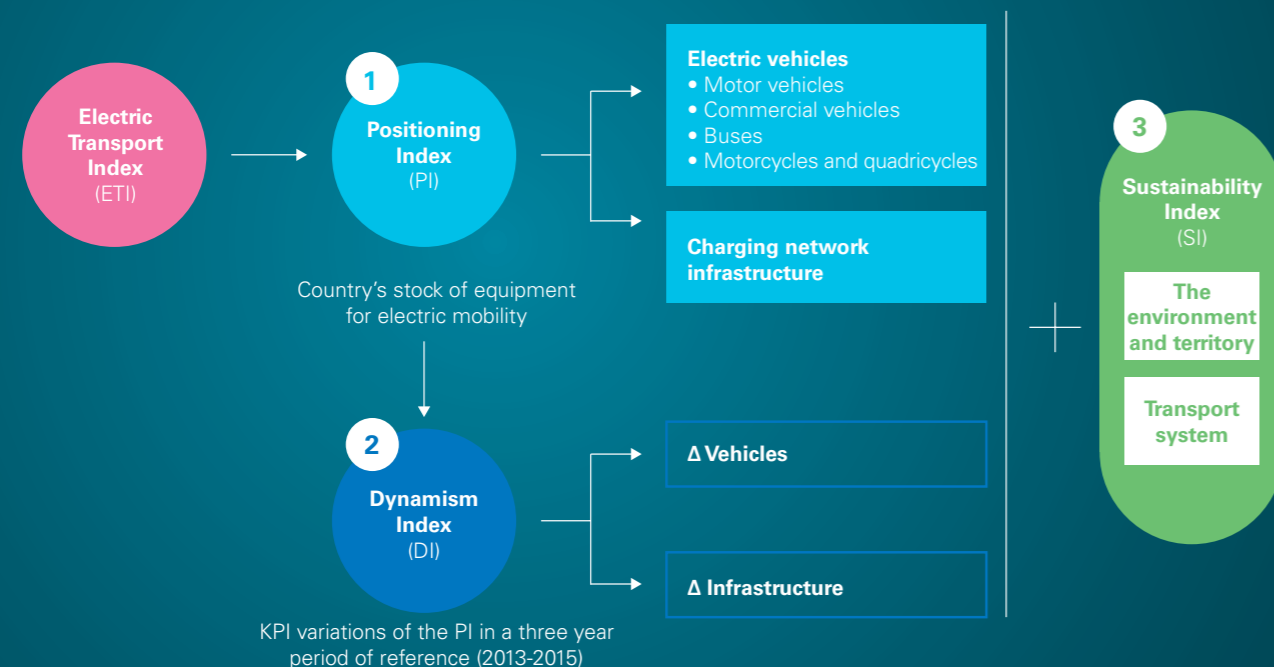 Electric
Transport
Index
(ETI)
1
Positioning
Index
(PI)
Country's stock of equipment
for electric mobility
Electric vehicles
• Motor vehicles
• Commercial vehicles
• Buses
• Motorcycles and quadricycles
Charging network
infrastructure
2
Dynamism
Index
(DI)
KPI variations of the PI in a three year
period of reference (2013-2015)
Δ Vehicles
Δ Infrastructure
3
Sustainability
Index
(SI)
The
environment
and territory
Transport
system